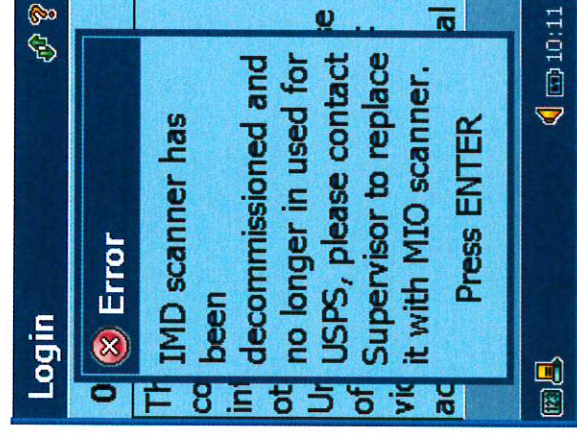 Login
?
Error
IMD scanner has
been
decommissioned and
no longer in used for
USPS, please contact
Supervisor to replace
it with MIO scanner.
Press ENTER
10:11
123